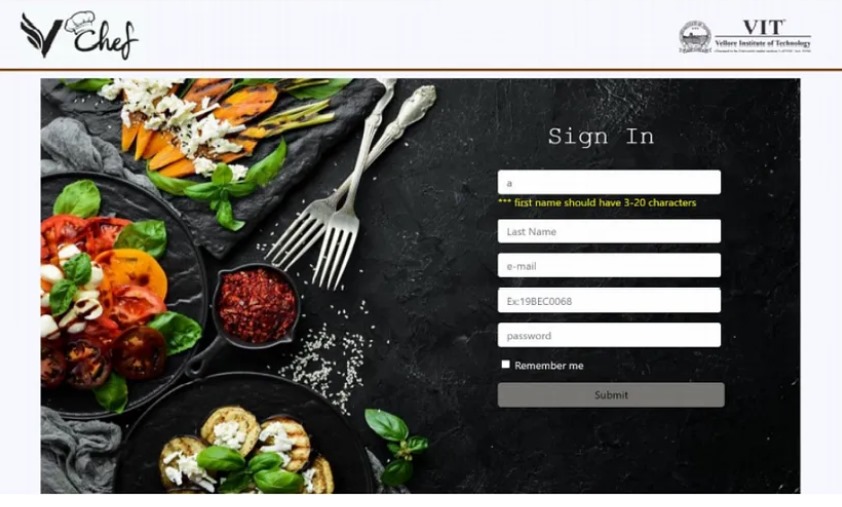 Chef
VIT
Vellore Institute of Technology
Sign In
a
*** first name should have 3-20 characters
Last Name
e-mail
Ex:19BEC0068
password
Remember me
Submit